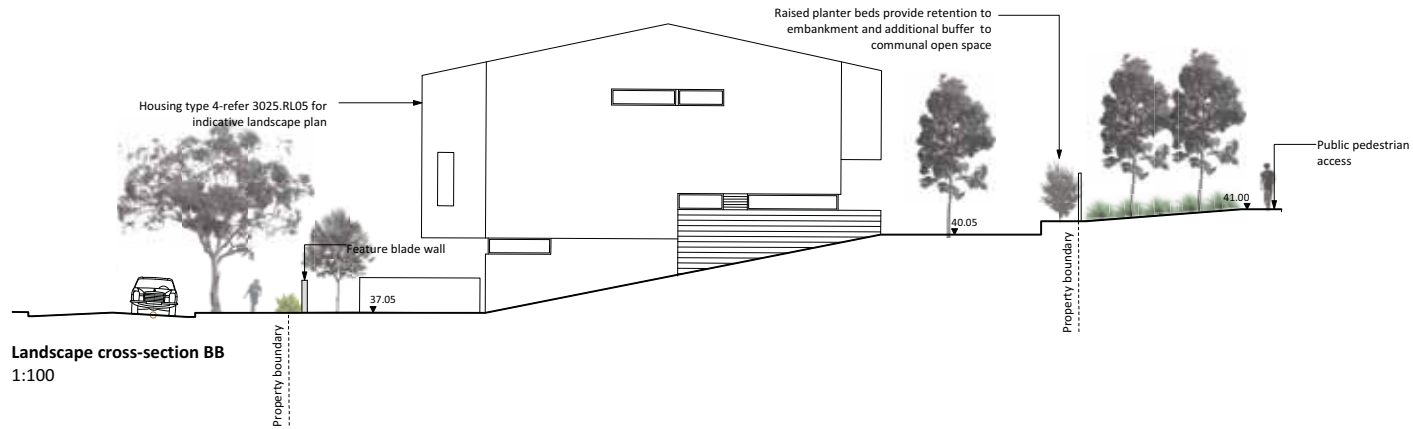 Raised planter beds provide retention to
embankment and additional buffer to
communal open space
Housing type 4-refer 3025.RL05 for
indicative landscape plan
Public pedestrian
access
41.00
40.05
Feature blade wall
37.05
Property boundary
Property boundary
Landscape cross-section BB
1:100